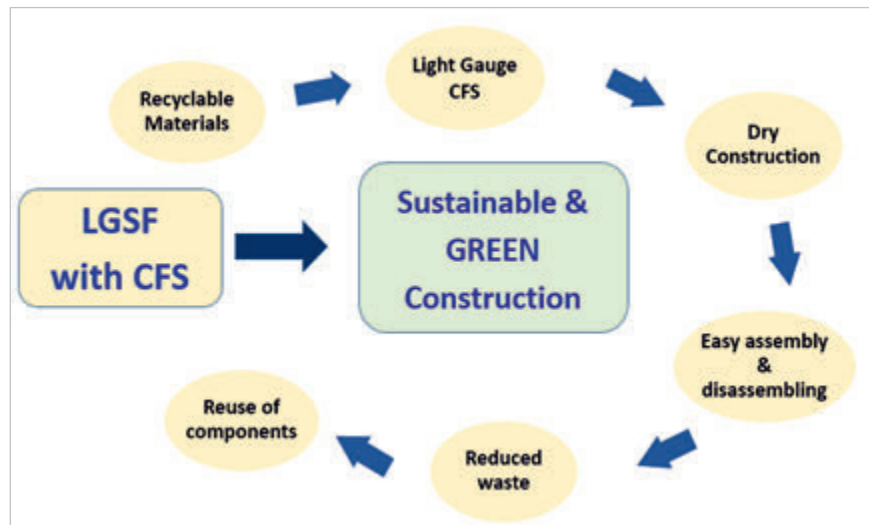 Recyclable
Materials
Light Gauge
CFS
Dry
Construction
LGSF
with CFS
Sustainable &
GREEN
Construction
Easy assembly
&
disassembling
Reduced
waste
Reuse of
components